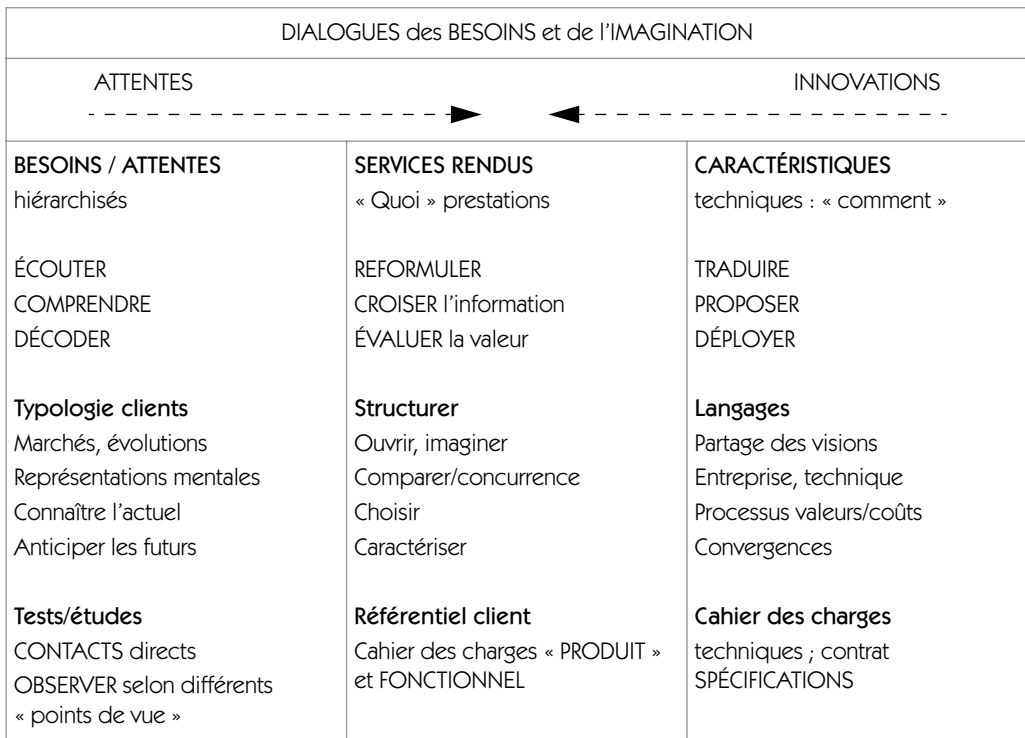 DIALOGUES des BESOINS et de l'IMAGINATION
ATTENTES
INNOVATIONS
BESOINS / ATTENTES
hiérarchisés
ÉCOUTER
COMPRENDRE
DÉCODER
Typologie clients
Marchés, évolutions
Représentations mentales
Connaître l'actuel
Anticiper les futurs
Tests/études
CONTACTS directs
OBSERVER selon différents
« points de vue »
SERVICES RENDUS
« Quoi » prestations
REFORMULER
CROISER l'information
ÉVALUER la valeur
Structurer
Ouvrir, imaginer
Comparer/concurrence
Choisir
Caractériser
Référentiel client
Cahier des charges « PRODUIT »
et FONCTIONNEL
CARACTÉRISTIQUES
techniques : « comment »
TRADUIRE
PROPOSER
DÉPLOYER
Langages
Partage des visions
Entreprise, technique
Processus valeurs/coûts
Convergences
Cahier des charges
techniques ; contrat
SPÉCIFICATIONS